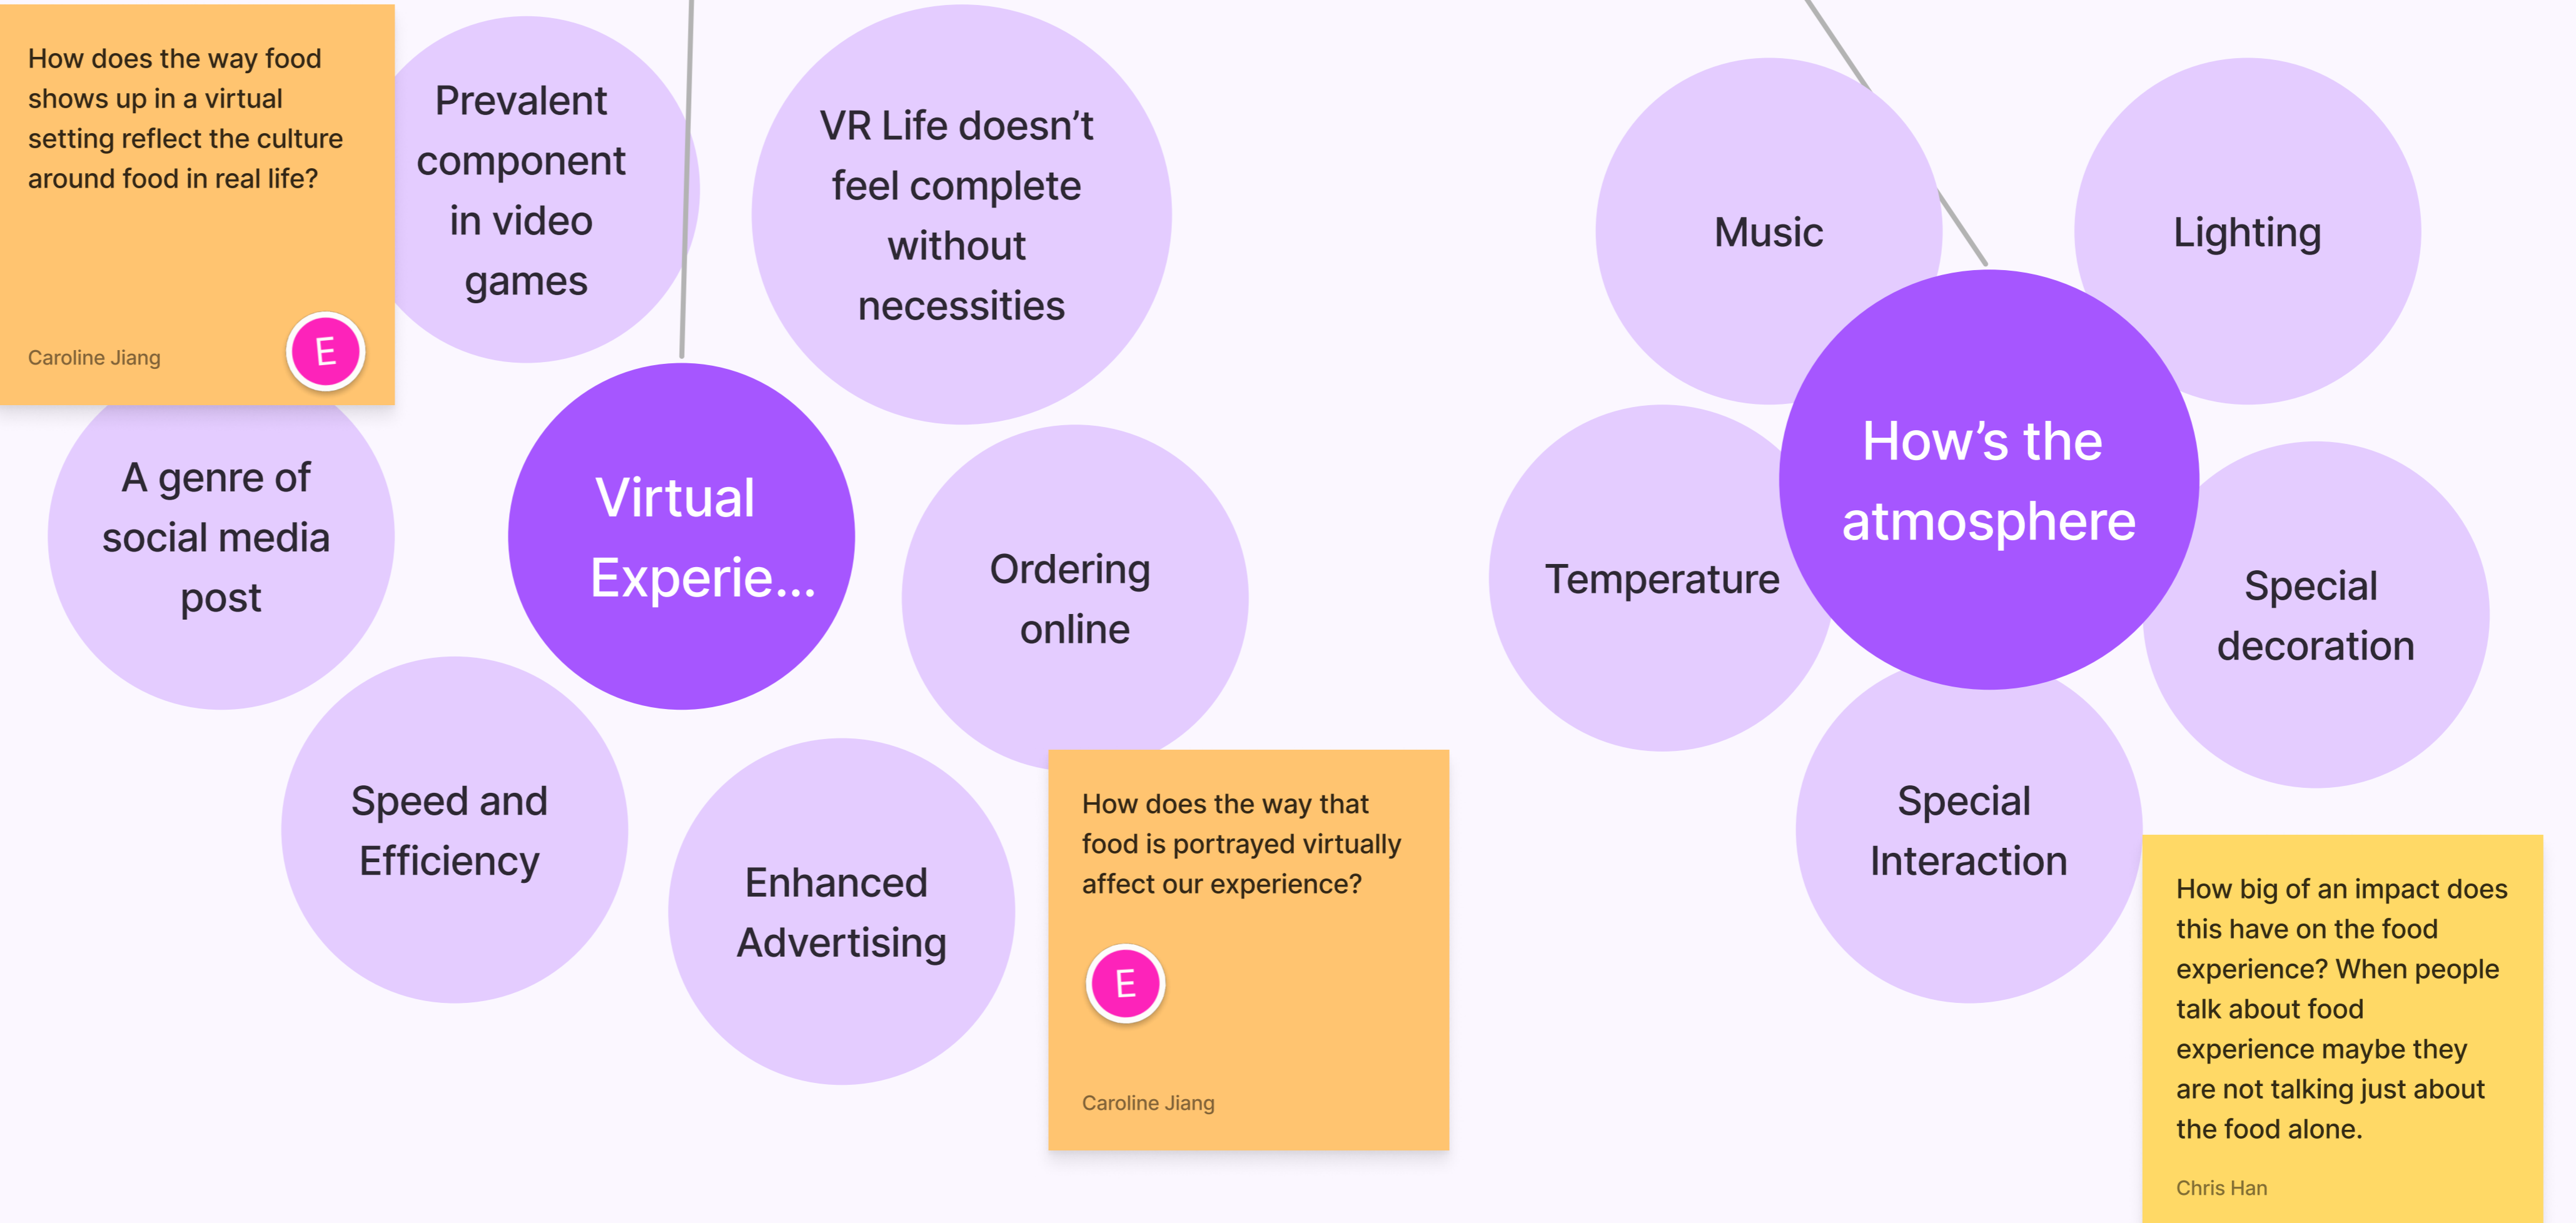 How does the way food
shows up in a virtual
setting reflect the culture
around food in real life?
Caroline Jiang
E
Prevalent
component
in video
games
VR Life doesn’t
feel complete
without
necessities
A genre of
social media
post
Virtual
Experie...
Ordering
online
Speed and
Efficiency
Enhanced
Advertising
How does the way that
food is portrayed virtually
affect our experience?
E
Caroline Jiang
Music
Lighting
How’s the
atmosphere
Temperature
Special
decoration
Special
Interaction
How big of an impact does
this have on the food
experience? When people
talk about food
experience maybe they
are not talking just about
the food alone.
Chris Han